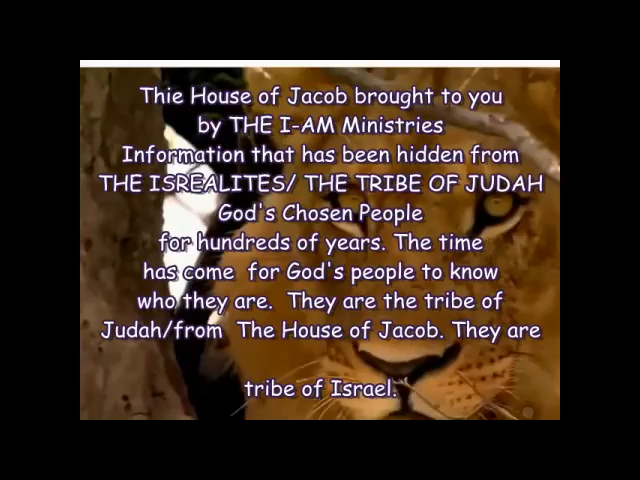 Thie House of Jacob brought to you
by THE I-AM Ministries
Information that has been hidden from
THE ISREALITES/ THE TRIBE OF JUDAH
God's Chosen People
for hundreds of years. The time
has come for God's people to know
who they are. They are the tribe of
Judah/from The House of Jacob. They are
tribe of Israel.